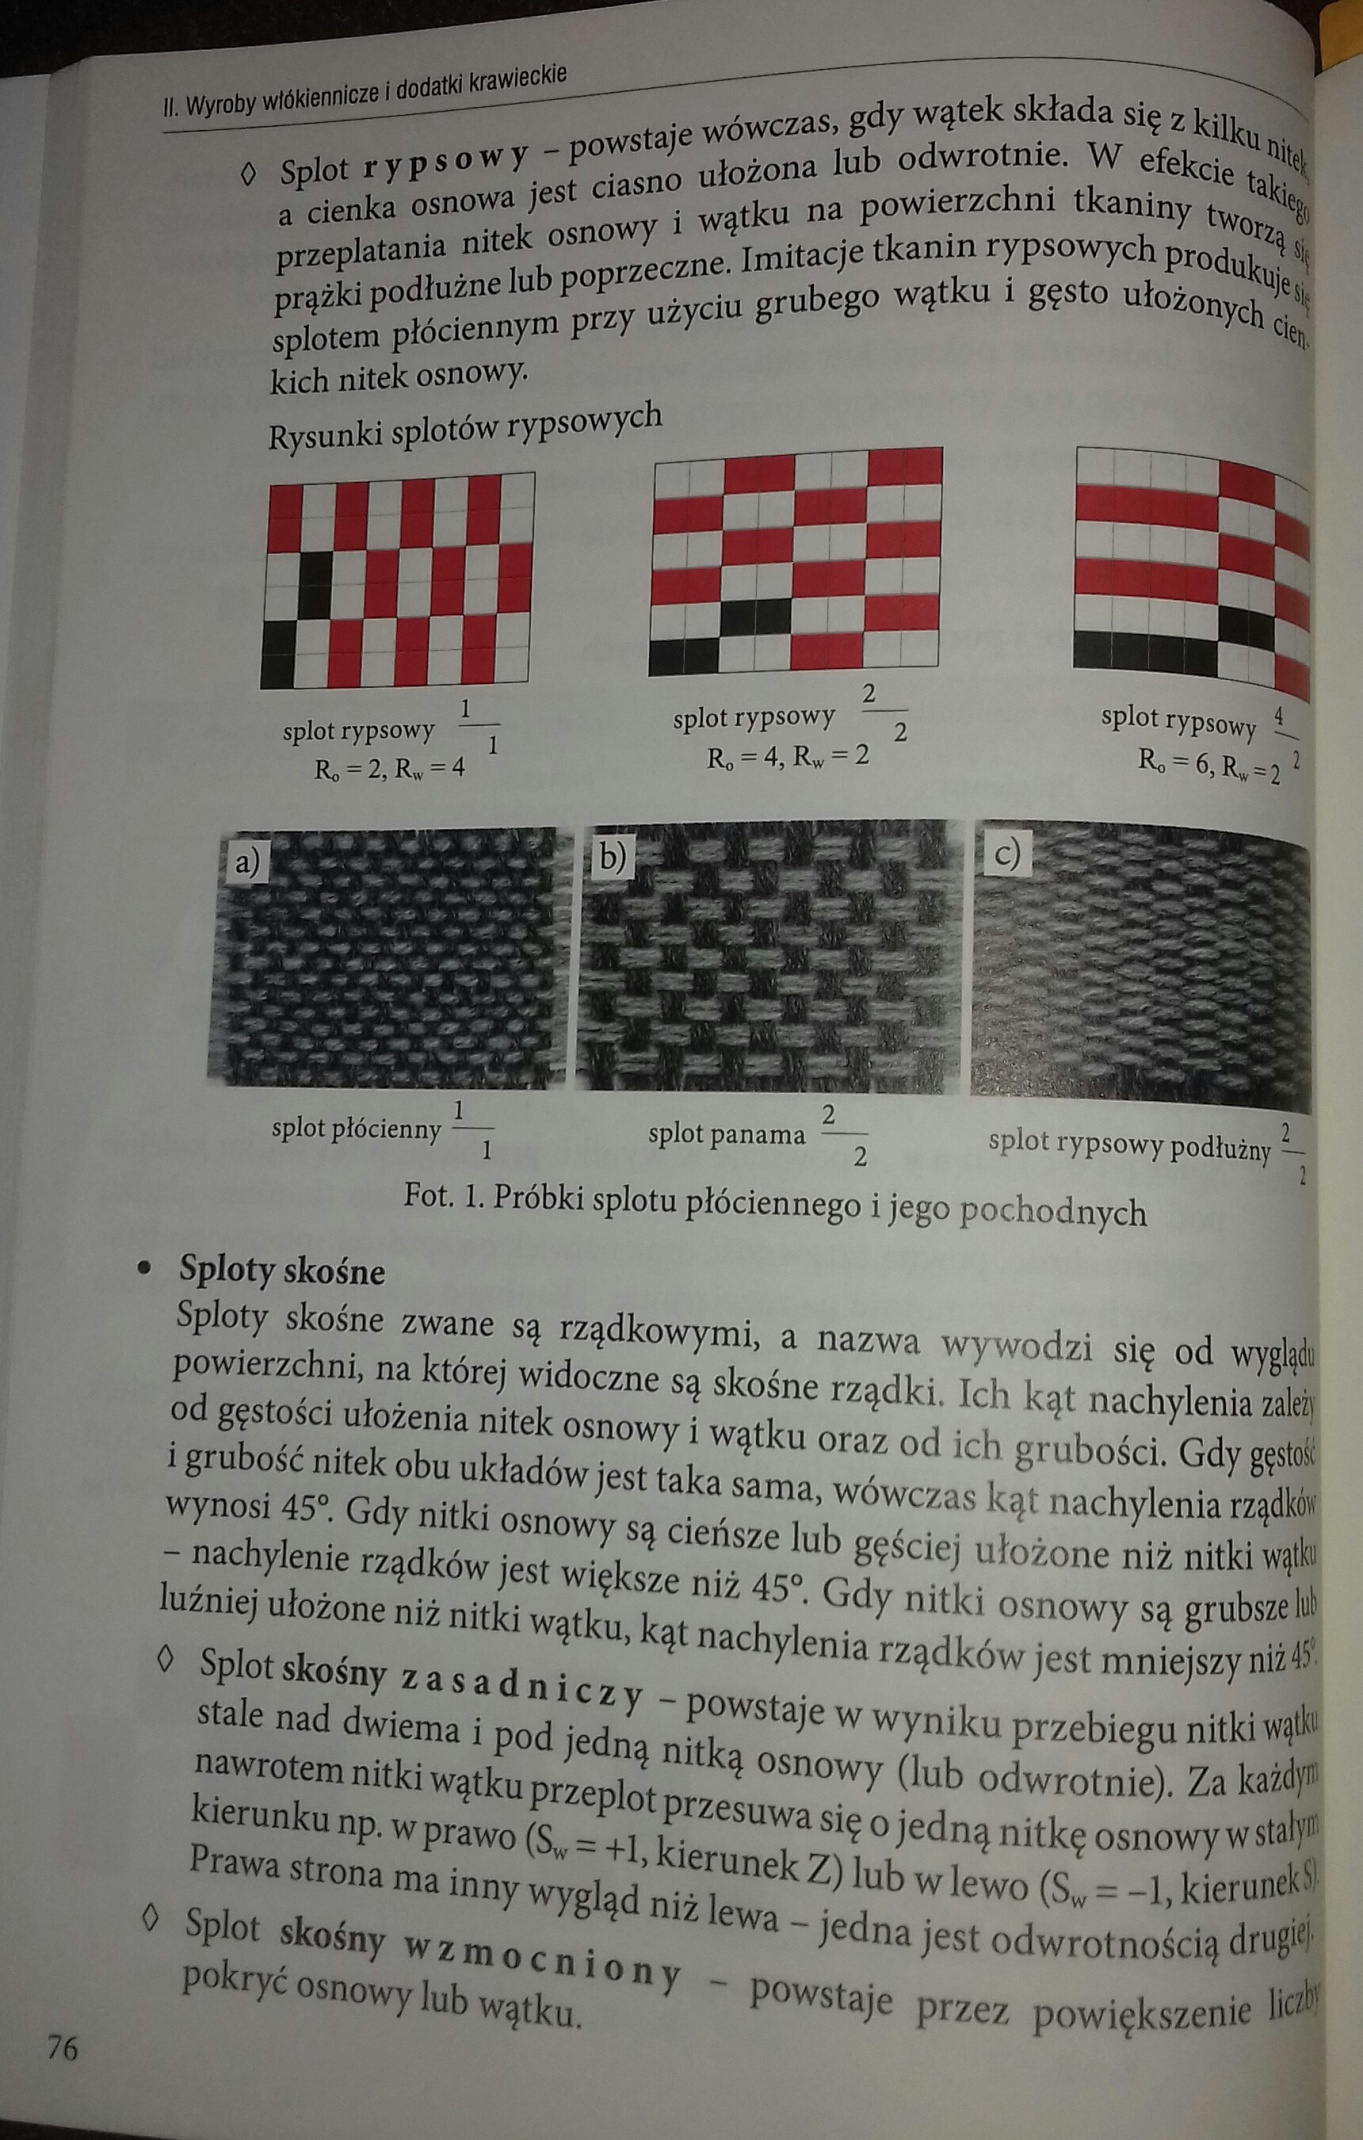 II. Wyroby włókiennicze i dodatki krawieckie
◊ Splot rypsowy – powstaje wówczas, gdy wątek składa się z kilku nitek,
a cienka osnowa jest ciasno ułożona lub odwrotnie. W efekcie takiego
przeplatania nitek osnowy i wątku na powierzchni tkaniny tworzą się
prążki podłużne lub poprzeczne. Imitacje tkanin rypsowych produkuje się
splotem płóciennym przy użyciu grubego wątku i gęsto ułożonych cien-
kich nitek osnowy.
Rysunki splotów rypsowych
splot rypsowy 1/1
Rₒ = 2, R_w = 4
splot rypsowy 2/2
Rₒ = 4, R_w = 2
splot rypsowy 4/2
Rₒ = 6, R_w = 2
a)
b)
c)
splot płócienny 1/1
splot panama 2/2
splot rypsowy podłużny 2/2
Fot. 1. Próbki splotu płóciennego i jego pochodnych
• Sploty skośne
Sploty skośne zwane są rządkowymi, a nazwa wywodzi się od wyglądu
powierzchni, na której widoczne są skośne rządki. Ich kąt nachylenia zależy
od gęstości ułożenia nitek osnowy i wątku oraz od ich grubości. Gdy gęstość
i grubość nitek obu układów jest taka sama, wówczas kąt nachylenia rządków
wynosi 45°. Gdy nitki osnowy są cieńsze lub gęściej ułożone niż nitki wątku
– nachylenie rządków jest większe niż 45°. Gdy nitki osnowy są grubsze lub
luźniej ułożone niż nitki wątku, kąt nachylenia rządków jest mniejszy niż 45°.
◊ Splot skośny zasadniczy – powstaje w wyniku przebiegu nitki wątku
stale nad dwiema i pod jedną nitką osnowy (lub odwrotnie). Za każdym
nawrotem nitki wątku przeplot przesuwa się o jedną nitkę osnowy w stałym
kierunku np. w prawo (S_w = +1, kierunek Z) lub w lewo (S_w = –1, kierunek S).
Prawa strona ma inny wygląd niż lewa – jedna jest odwrotnością drugiej.
◊ Splot skośny wzmocniony – powstaje przez powiększenie liczby
pokryć osnowy lub wątku.
76